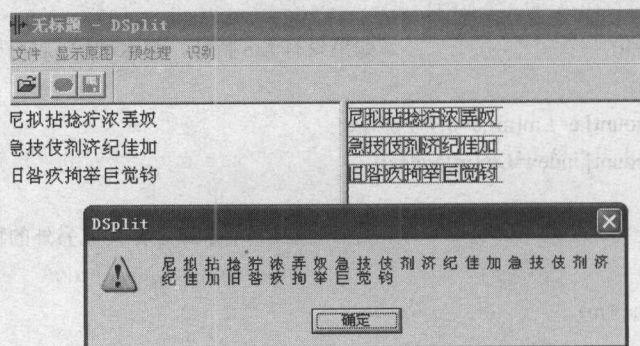 无标题 - DSplit
文件 显示原图 预处理 识别
尼拟拈捻狞浓弄奴
急技伎剂济纪佳加
旧咎疚拘举巨觉钧
尼拟拈捻狞浓弄奴
急技伎剂济纪佳加
旧咎疚拘举巨觉钧
DSplit
尼 拟 拈 捻 狞 浓 弄 奴 急 技 伎 剂 济 纪 佳 加 急 技 伎 剂 济
纪 佳 加 旧 咎 疚 拘 举 巨 觉 钧
确定